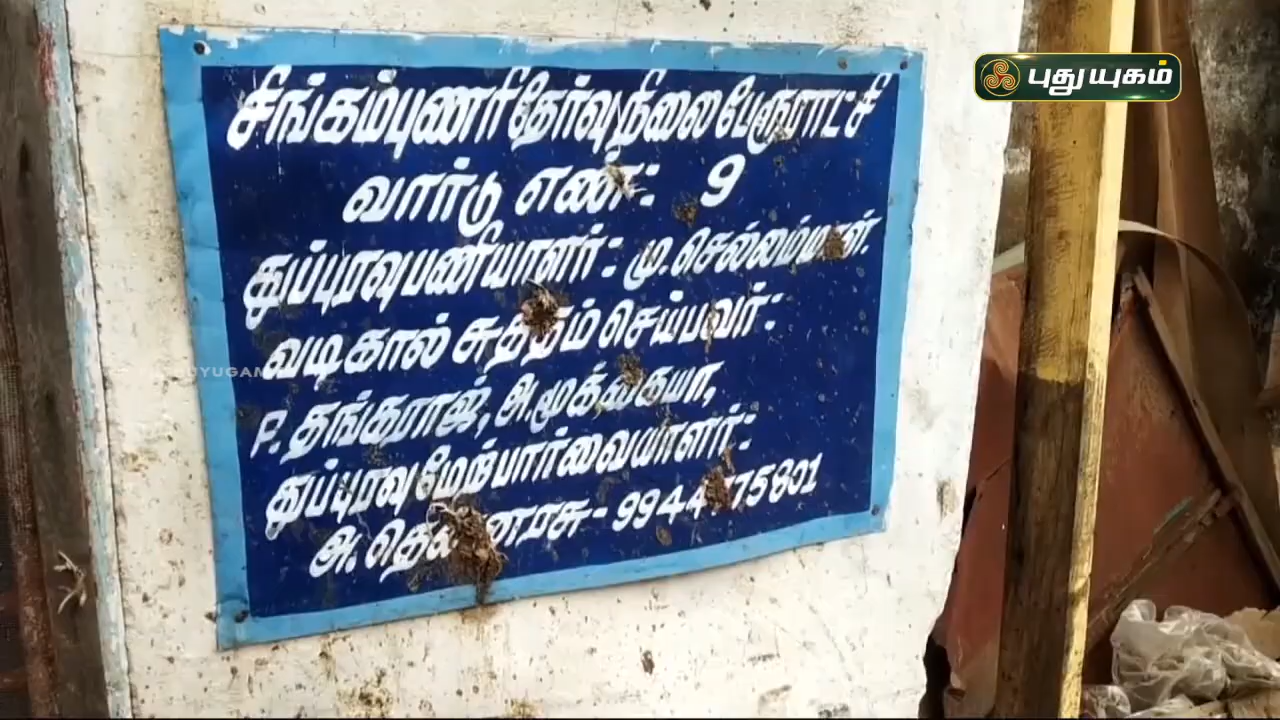 புதுயுகம்
சிங்கம்புணரி தேர்வுநிலை பேரூராட்சி
வார்டு எண்: 9
துப்புரவு பணியாளர்: மு.செல்லம்மாள்.
வடிகால் சுத்தம் செய்பவர்:
P. தங்கராஜ், அ.முக்கையா,
துப்புரவு மேற்பார்வையாளர்:
அ.